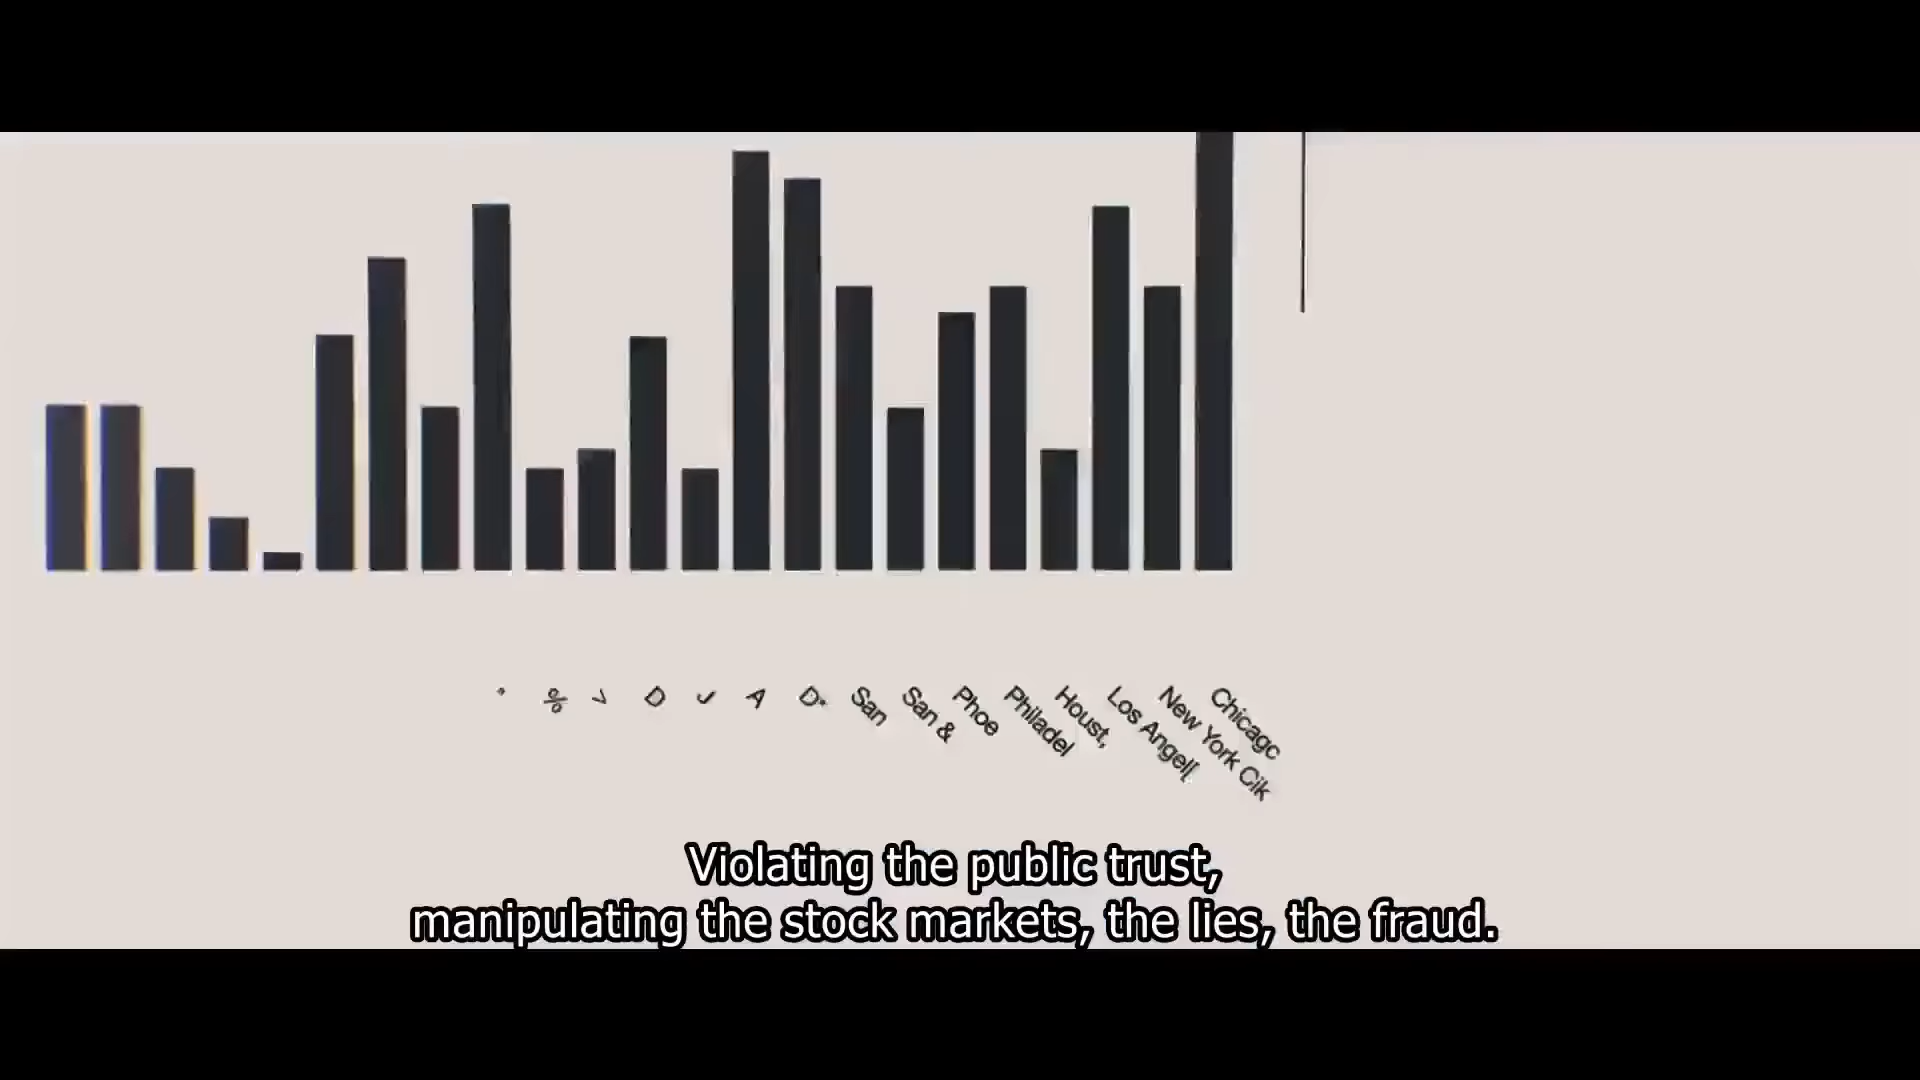 %
>
D
J
A
D
San
San &
Phoe
Philadel
Houst,
Los Angel[
New York Cik
Chicagc
Violating the public trust,
manipulating the stock markets, the lies, the fraud.